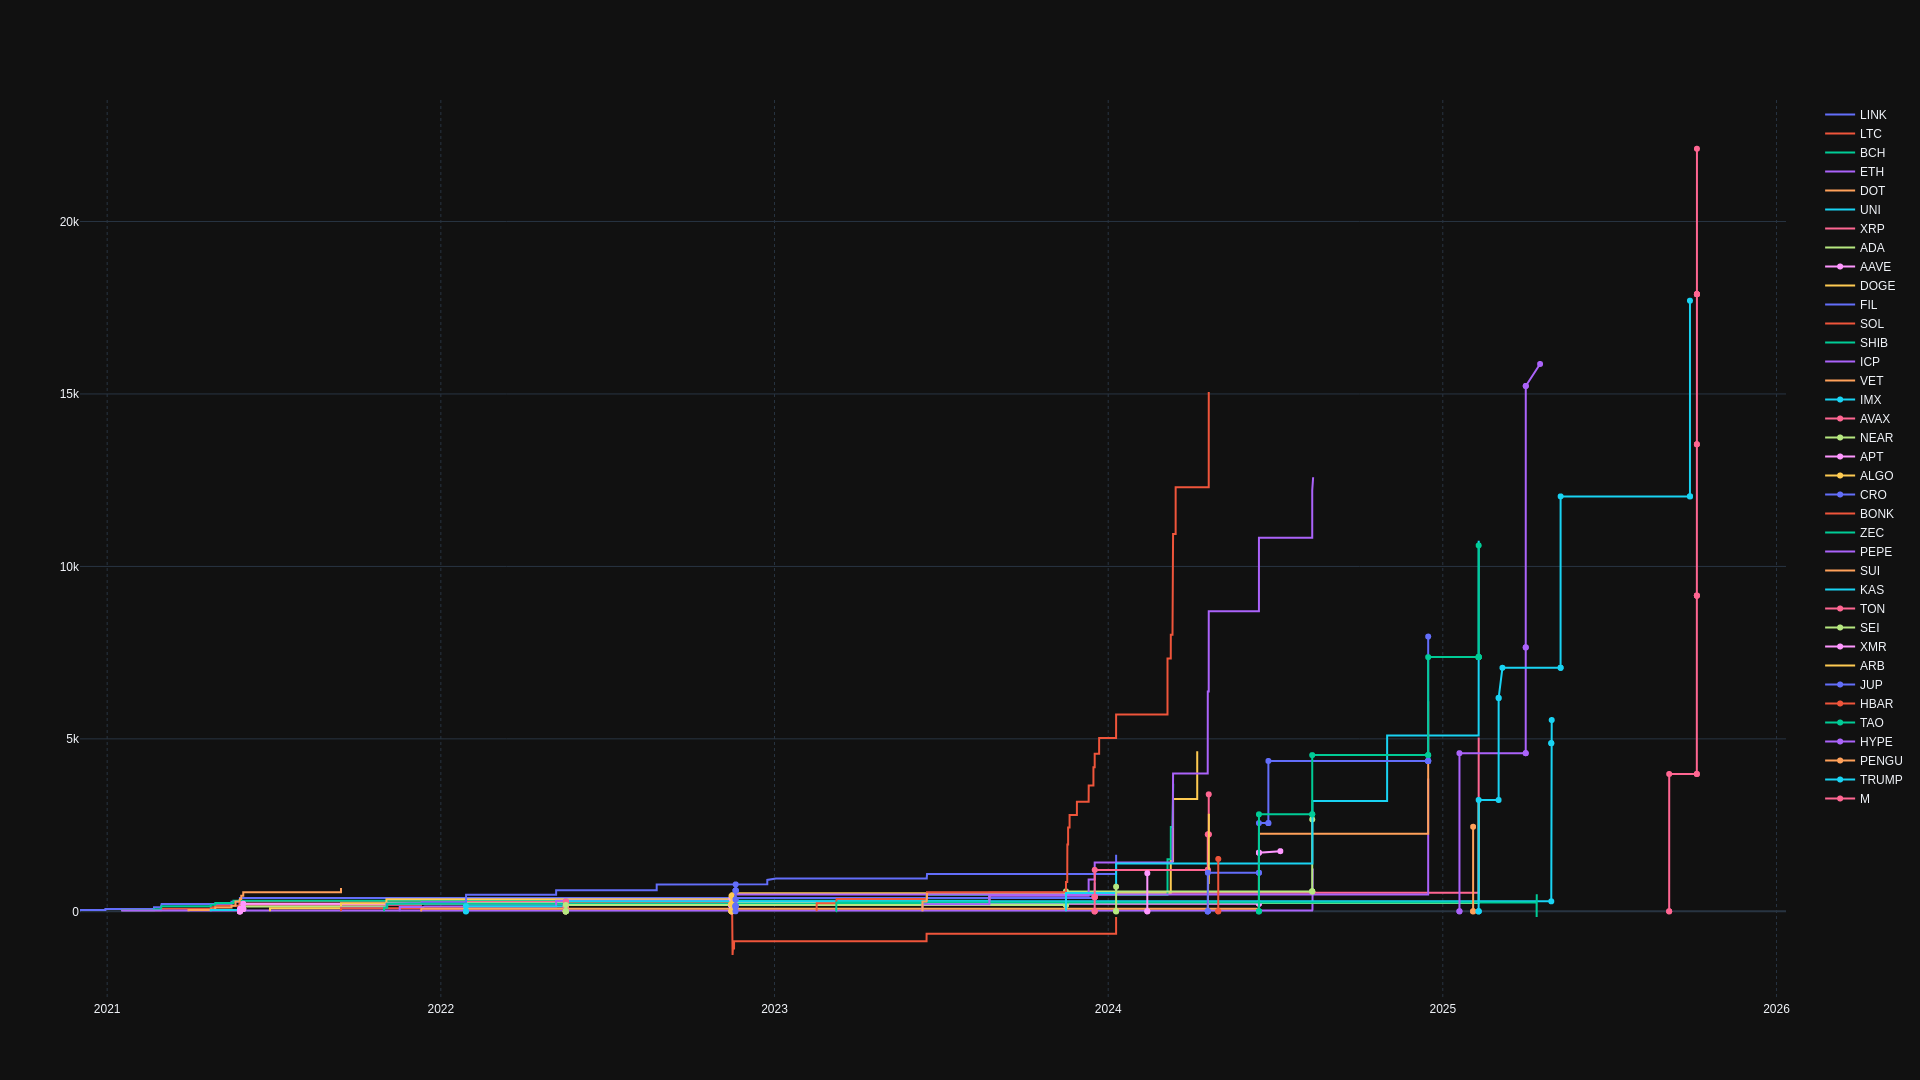 20k
15k
10k
5k
0
2021
2022
2023
2024
2025
2026
LINK
LTC
BCH
ETH
DOT
UNI
XRP
ADA
AAVE
DOGE
FIL
SOL
SHIB
ICP
VET
IMX
AVAX
NEAR
APT
ALGO
CRO
BONK
ZEC
PEPE
SUI
KAS
TON
SEI
XMR
ARB
JUP
HBAR
TAO
HYPE
PENGU
TRUMP
M